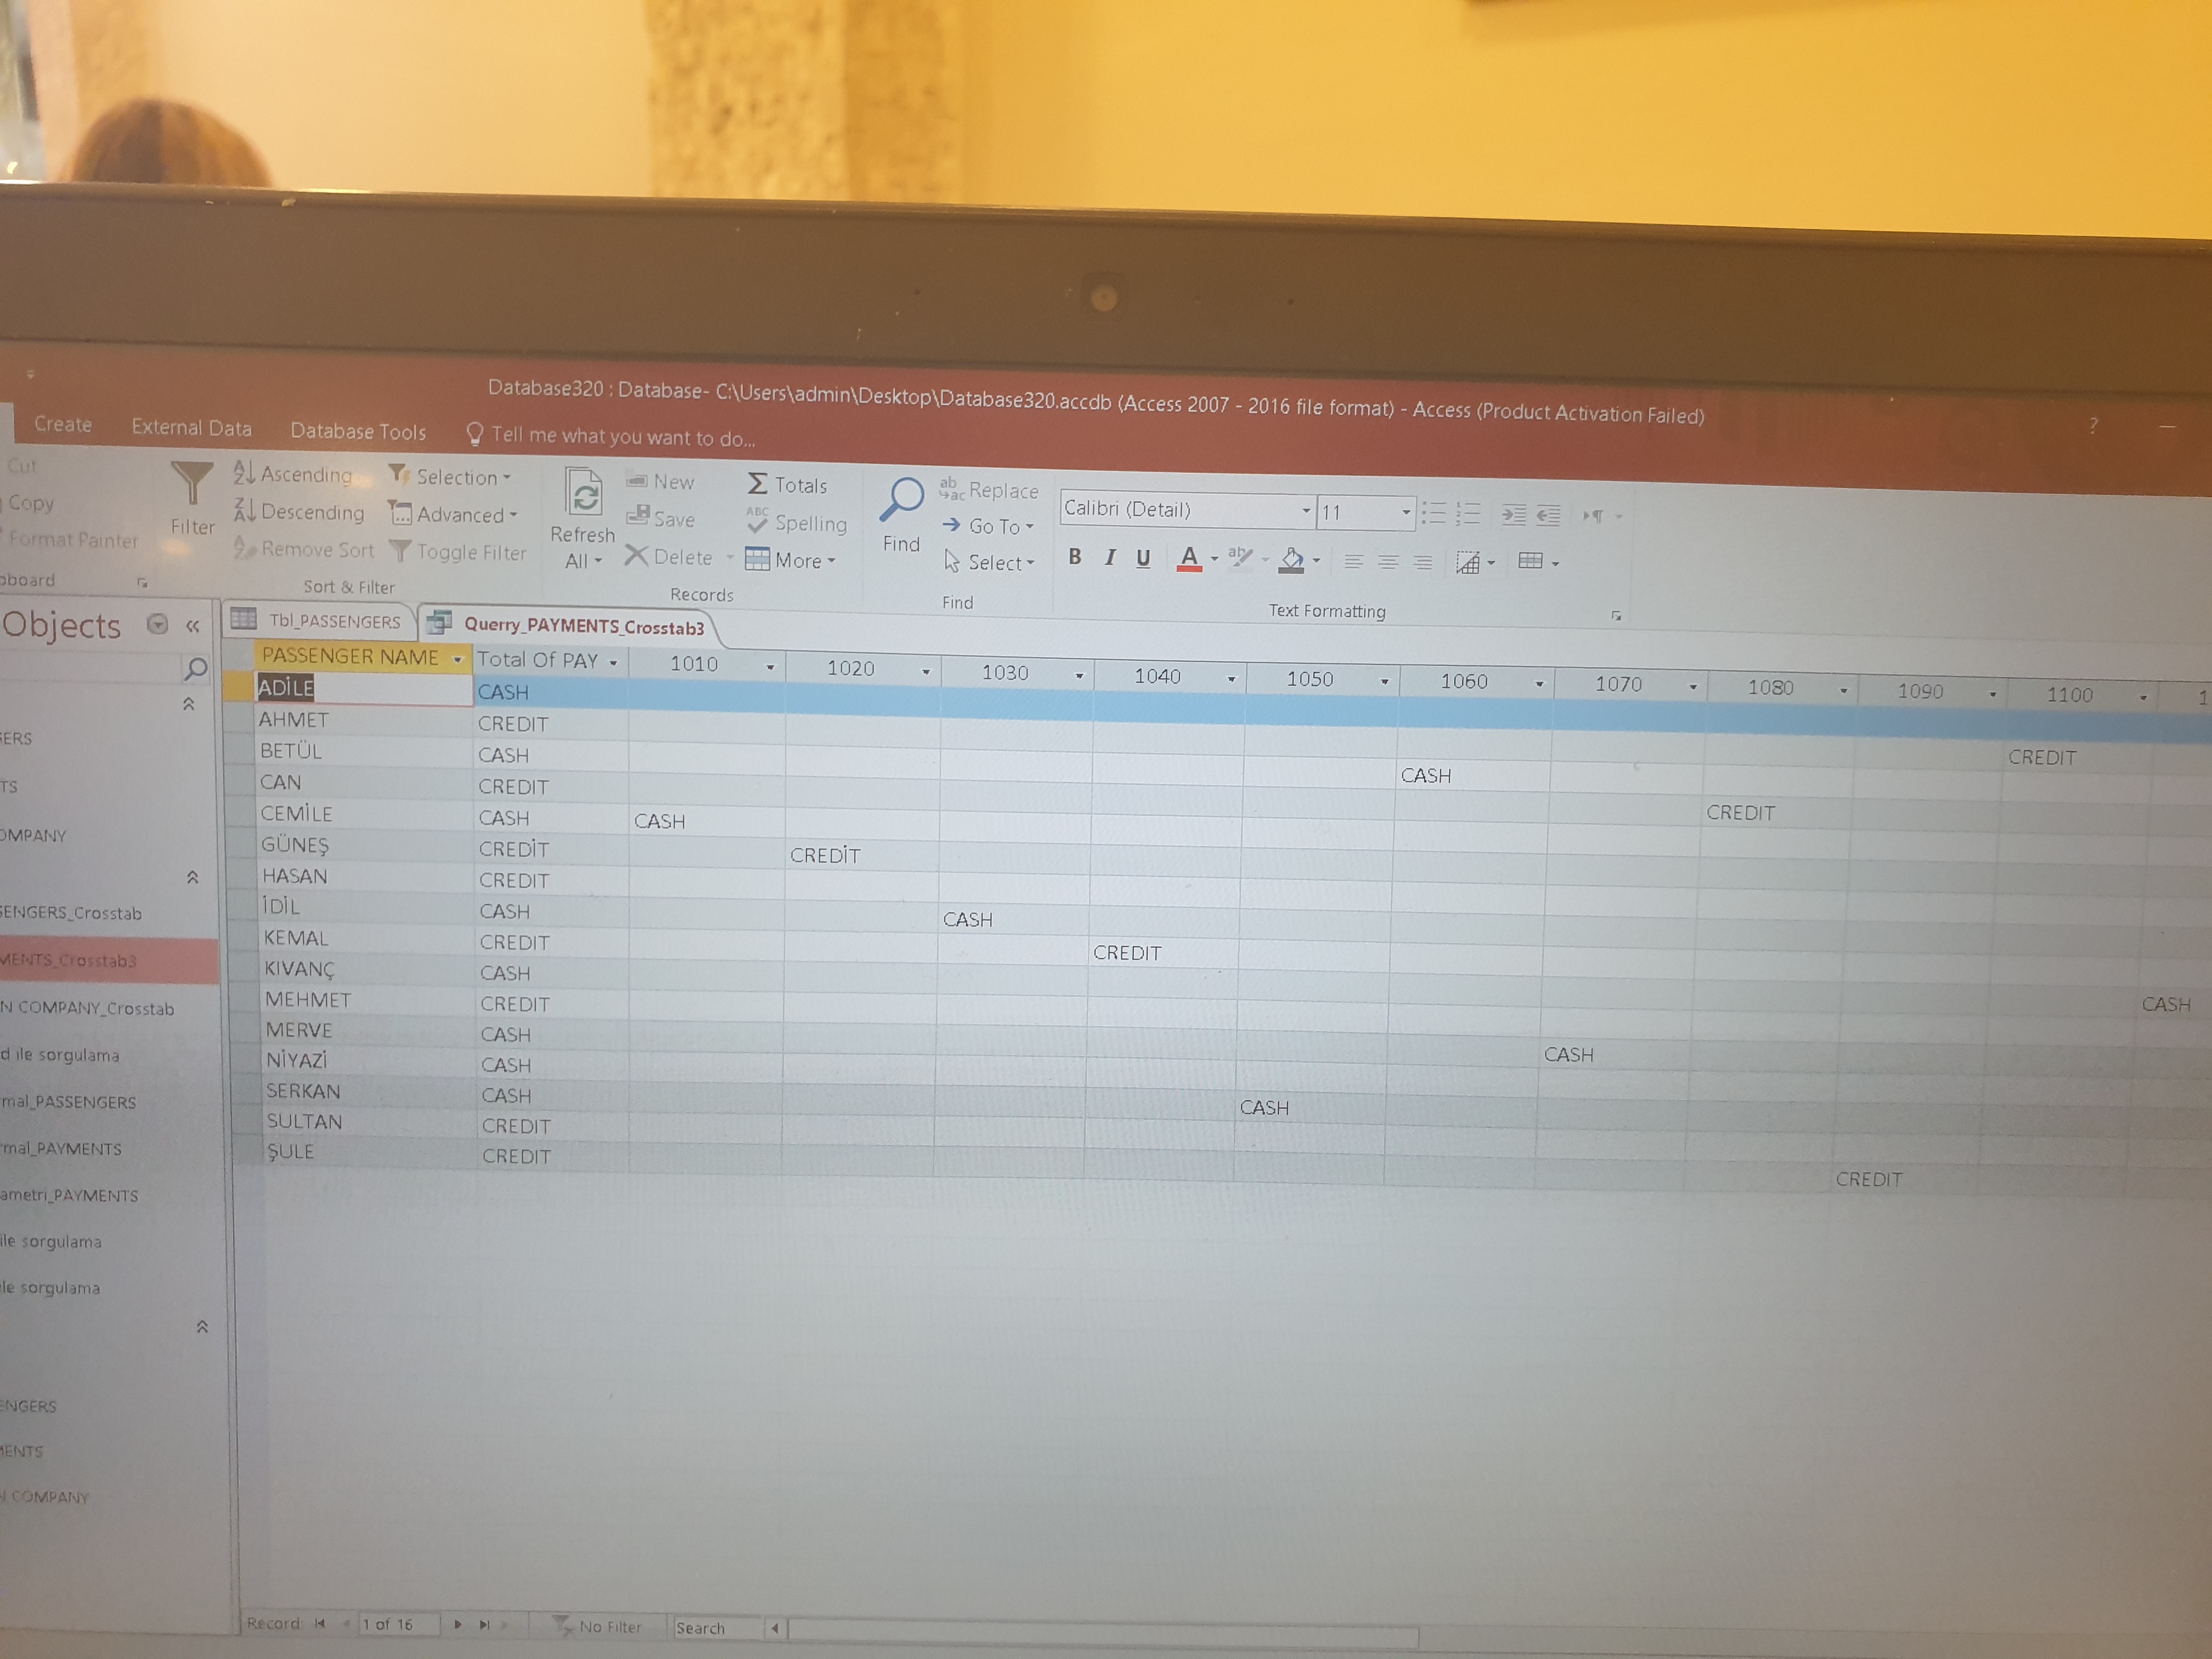 Database320 : Database- C:\Users\admin\Desktop\Database320.accdb (Access 2007 - 2016 file format) - Access (Product Activation Failed)
?
Create External Data Database Tools Tell me what you want to do...
Cut
Copy
Format Painter
Filter
Ascending
Descending
Remove Sort
Selection
Advanced
Toggle Filter
Sort & Filter
Refresh
All
New
Save
Delete
Totals
Spelling
More
Records
Find
Replace
Go To
Select
Find
Calibri (Detail) 11
B I U A
Text Formatting
Objects
Tbl_PASSENGERS Querry_PAYMENTS_Crosstab3
PASSENGER NAME Total Of PAY 1010 1020 1030 1040 1050 1060 1070 1080 1090 1100
ADİLE CASH
AHMET CREDIT CREDIT
BETÜL CASH CASH
CAN CREDIT CREDIT
CEMİLE CASH CASH
GÜNEŞ CREDİT CREDİT
HASAN CREDIT
İDİL CASH CASH
KEMAL CREDIT CREDIT
KIVANÇ CASH CASH
MEHMET CREDIT
MERVE CASH CASH
NİYAZİ CASH
SERKAN CASH CASH
SULTAN CREDIT
ŞULE CREDIT CREDIT
ERS
TS
OMPANY
ENGERS_Crosstab
MENTS_Crosstab3
N COMPANY_Crosstab
d ile sorgulama
mal_PASSENGERS
mal_PAYMENTS
ametri_PAYMENTS
ile sorgulama
le sorgulama
ENGERS
MENTS
COMPANY
Record: 1 of 16 No Filter Search